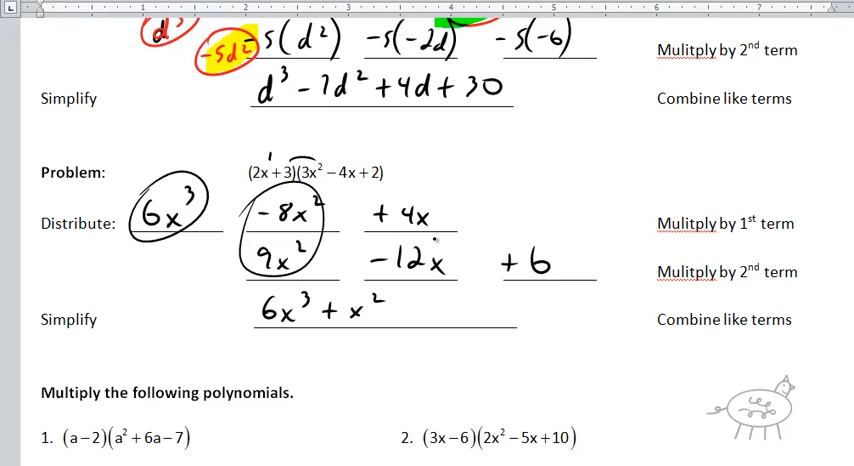 d³
-5d² -5(d²) -5(-2d) -5(-6) Mulitply by 2nd term
Simplify d³ - 7d² + 4d + 30 Combine like terms
Problem: (2x + 3)(3x² − 4x + 2)
Distribute: 6x³ - 8x² + 4x Mulitply by 1st term
9x² - 12x + 6 Mulitply by 2nd term
Simplify 6x³ + x² Combine like terms
Multiply the following polynomials.
1. (a−2)(a² + 6a − 7) 2. (3x − 6)(2x² − 5x + 10)